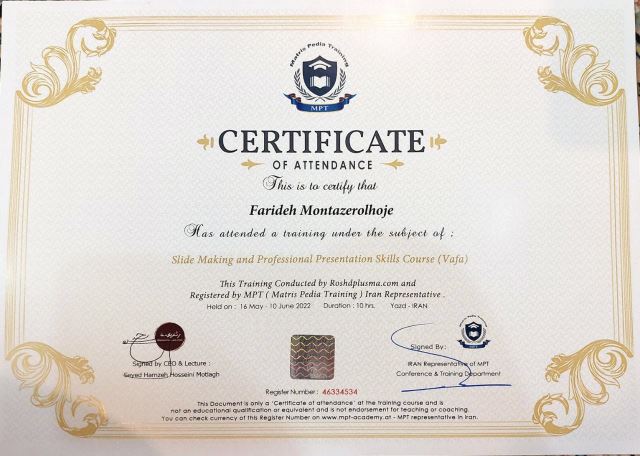 Matris Pedia Training
MPT
CERTIFICATE
OF ATTENDANCE
This is to certify that
Farideh Montazerolhoje
Has attended a training under the subject of ;
Slide Making and Professional Presentation Skills Course (Vafa)
This Training Conducted by Roshdplusma.com and
Registered by MPT ( Matris Pedia Training ) Iran Representative .
Held on : 16 May - 10 June 2022 Duration : 10 hrs. Yazd - IRAN
Signed by CEO & Lecture :
Seyed Hamzeh Hosseini Motlagh
Signed By:
MPT
IRAN Representative of MPT
Conference & Training Department
Register Number : 46334534
This Document is only a 'Certificate of attendance' at the training course and is
not an educational qualification or equivalent and is not endorsement for teaching or coaching.
You can check currency of this Register Number on www.mpt-academy.at - MPT representative in Iran.